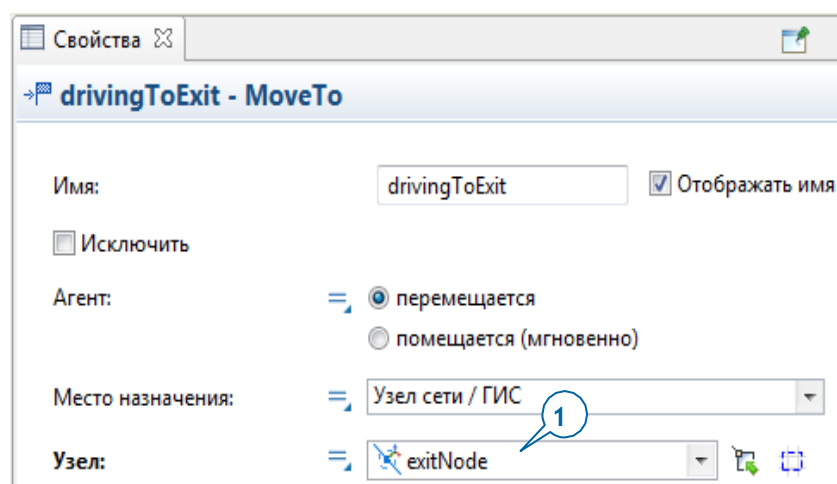 Свойства
drivingToExit - MoveTo
Имя: drivingToExit Отображать имя
Исключить
Агент: перемещается
помещается (мгновенно)
Место назначения: Узел сети / ГИС
1
Узел: exitNode